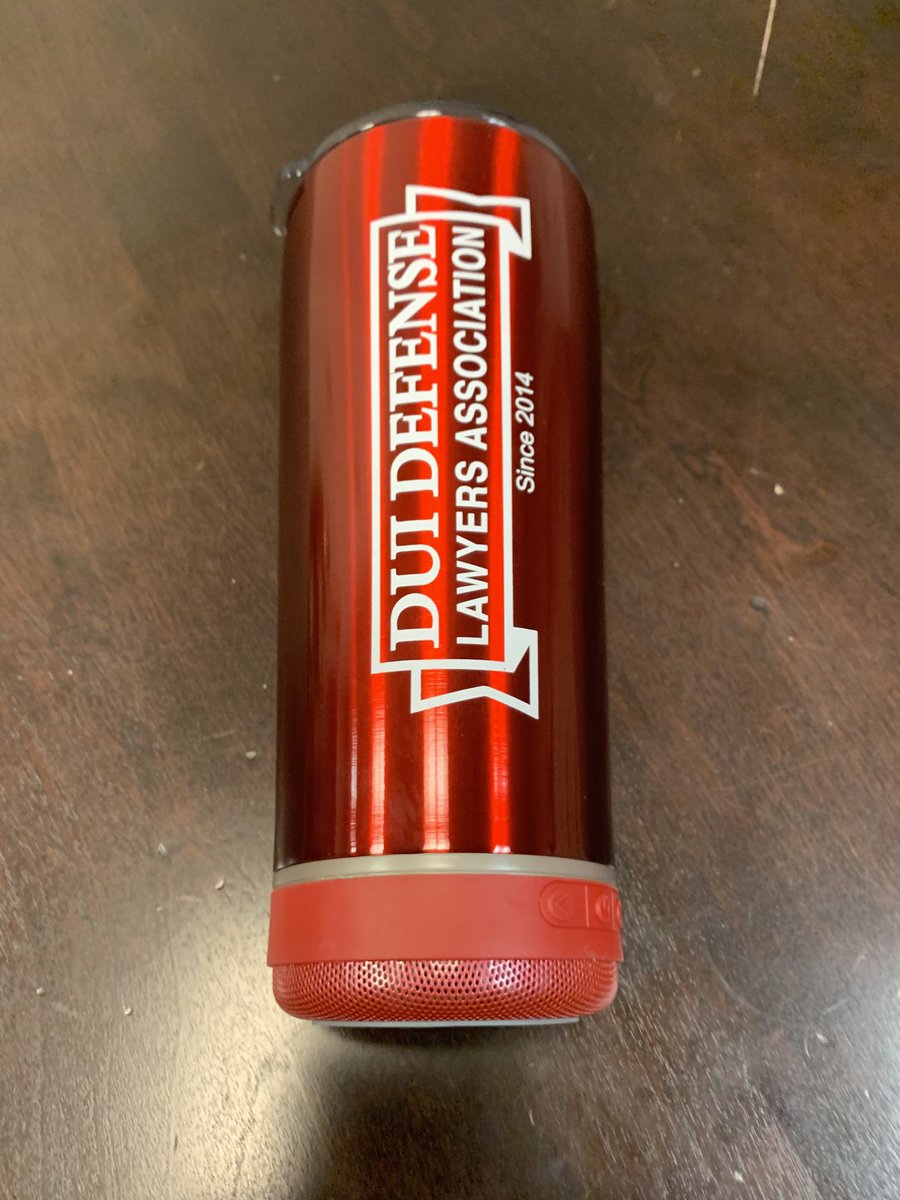 DUI DEFENSE
LAWYERS ASSOCIATION
Since 2014